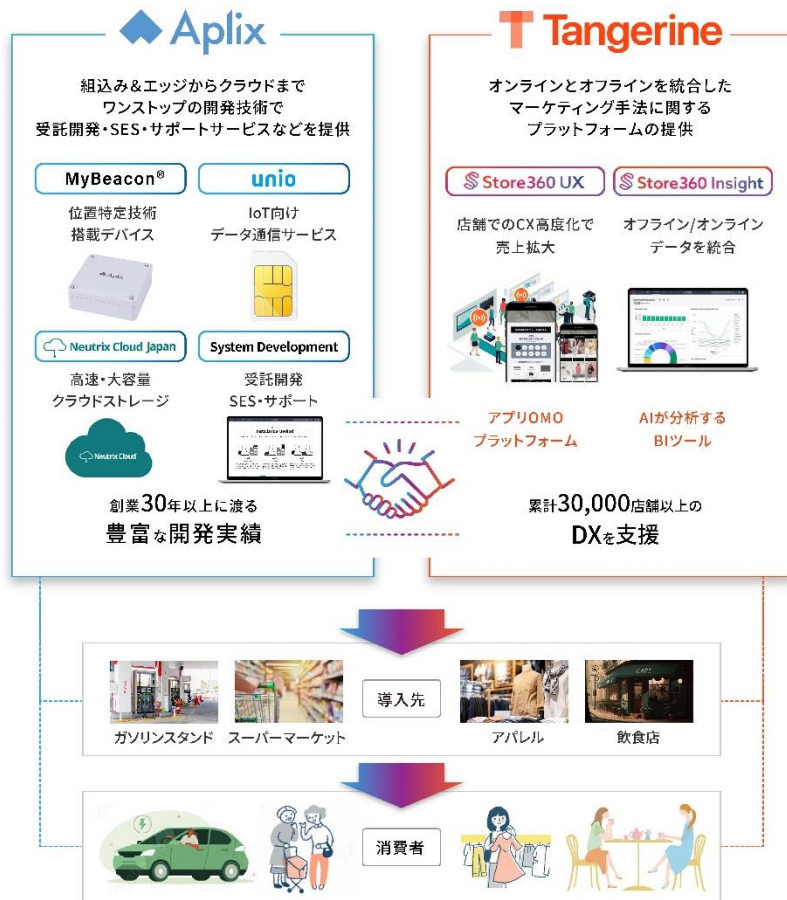 Aplix
組込み&エッジからクラウドまで
ワンストップの開発技術で
受託開発・SES・サポートサービスなどを提供
MyBeacon®
unio
位置特定技術
搭載デバイス
IoT向け
データ通信サービス
Aplix
Neutrix Cloud Japan
System Development
高速・大容量
クラウドストレージ
受託開発
SES・サポート
Neutrix Cloud
Installation Method
創業30年以上に渡る
豊富な開発実績
Tangerine
オンラインとオフラインを統合した
マーケティング手法に関する
プラットフォームの提供
Store360 UX
Store360 Insight
店舗でのCX高度化で
売上拡大
オフライン/オンライン
データを統合
アプリOMO
プラットフォーム
AIが分析する
BIツール
累計30,000店舗以上の
DXを支援
導入先
ガソリンスタンド
スーパーマーケット
アパレル
飲食店
消費者